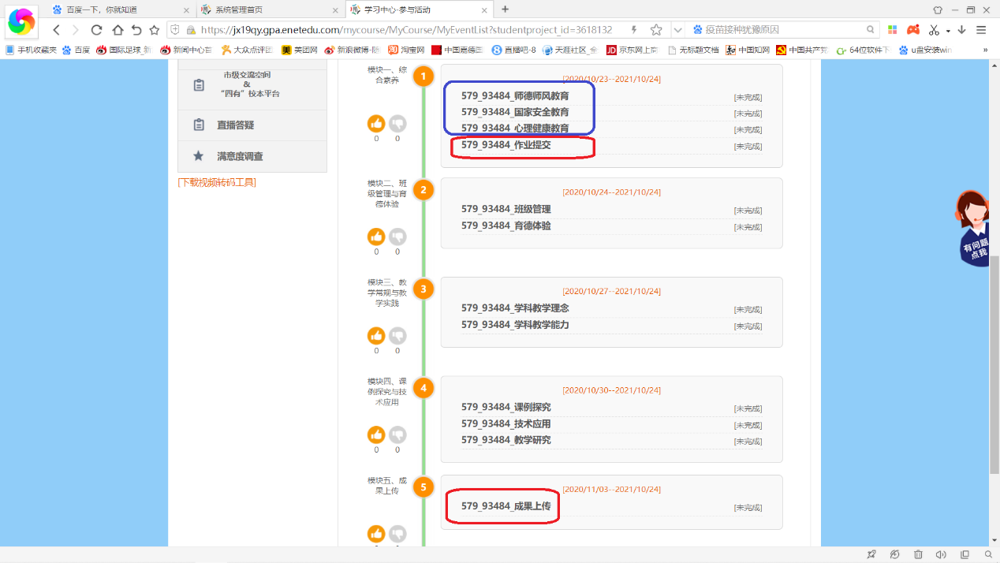 百度一下，你就知道
系统管理首页
学习中心·参与活动
https://jx19qy.gpa.enetedu.com/mycourse/MyCourse/MyEventList?studentproject_id=3618132
疫苗接种犹豫原因
手机收藏夹
百度
国际足球_新
新闻中心首
大众点评团
美团网
新浪微博-随
淘宝网
中国嘉德国
直播吧-8
天涯社区_全
京东网上商
无标题文档
中国知网
中国共产党
64位软件下
u盘安装win
»
市级交流空间
&
“四有”校本平台
直播答疑
满意度调查
[下载视频转码工具]
模块一、综
合素养
0 0
1
[2020/10/23--2021/10/24]
579_93484_师德师风教育 [未完成]
579_93484_国家安全教育 [未完成]
579_93484_心理健康教育 [未完成]
579_93484_作业提交 [未完成]
模块二、班
级管理与育
德体验
0 0
2
[2020/10/24--2021/10/24]
579_93484_班级管理 [未完成]
579_93484_育德体验 [未完成]
模块三、教
学常规与教
学实践
0 0
3
[2020/10/27--2021/10/24]
579_93484_学科教学理念 [未完成]
579_93484_学科教学能力 [未完成]
模块四、课
例探究与技
术应用
0 0
4
[2020/10/30--2021/10/24]
579_93484_课例探究 [未完成]
579_93484_技术应用 [未完成]
579_93484_教学研究 [未完成]
模块五、成
果上传
5
[2020/11/03--2021/10/24]
579_93484_成果上传 [未完成]
有问题
点我